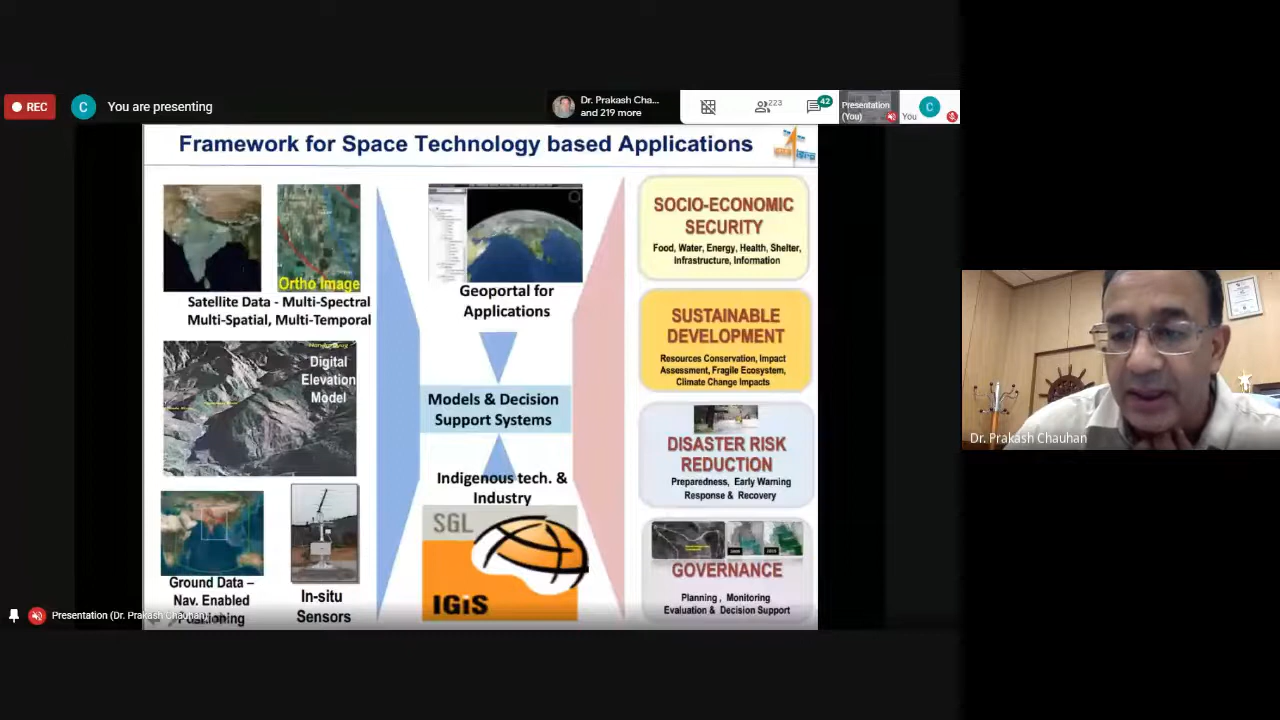 REC
C
You are presenting
Dr. Prakash Cha...
and 219 more
223
42
Presentation
(You)
You
C
Framework for Space Technology based Applications
Ortho Image
Satellite Data - Multi-Spectral
Multi-Spatial, Multi-Temporal
Digital
Elevation
Model
Ground Data –
Nav. Enabled
Positioning
In-situ
Sensors
Geoportal for
Applications
Models & Decision
Support Systems
Indigenous tech. &
Industry
SGL
IGiS
SOCIO-ECONOMIC
SECURITY
Food, Water, Energy, Health, Shelter,
Infrastructure, Information
SUSTAINABLE
DEVELOPMENT
Resources Conservation, Impact
Assessment, Fragile Ecosystem,
Climate Change Impacts
DISASTER RISK
REDUCTION
Preparedness, Early Warning
Response & Recovery
GOVERNANCE
Planning , Monitoring
Evaluation & Decision Support
Presentation (Dr. Prakash Chauhan)
Dr. Prakash Chauhan